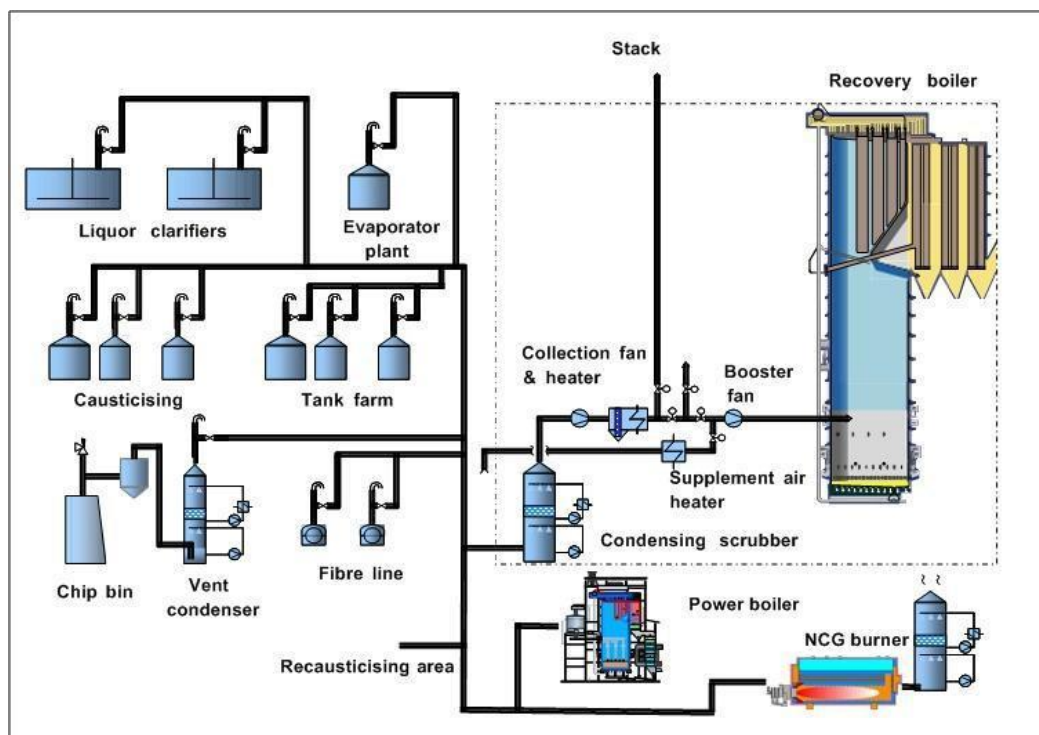 Stack
Recovery boiler
Liquor clarifiers
Evaporator
plant
Collection fan
& heater
Booster
fan
Causticising
Tank farm
Supplement air
heater
Condensing scrubber
Chip bin
Vent
condenser
Fibre line
Power boiler
NCG burner
Recausticising area